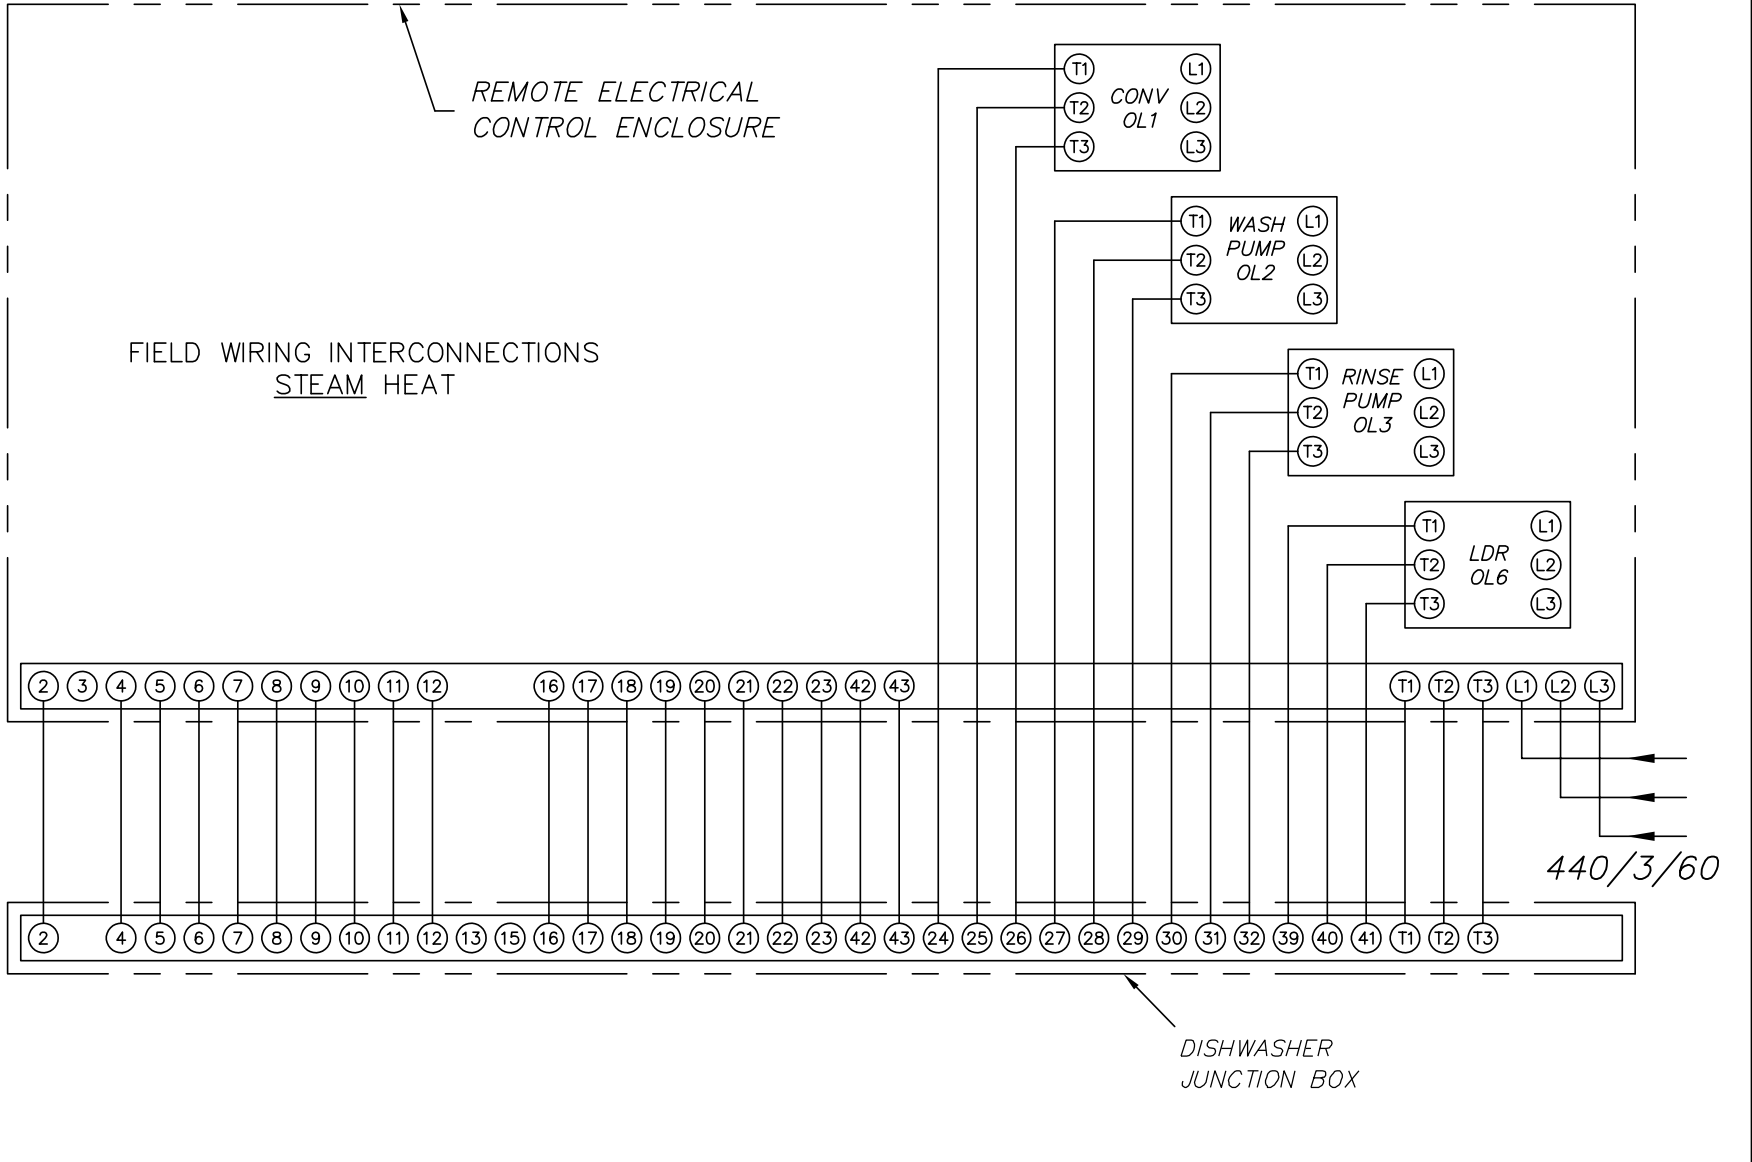 REMOTE ELECTRICAL
CONTROL ENCLOSURE
T1 L1
CONV
T2 L2
OL1
T3 L3
T1 WASH L1
PUMP
T2 L2
OL2
T3 L3
FIELD WIRING INTERCONNECTIONS
STEAM HEAT
T1 RINSE L1
PUMP
T2 L2
OL3
T3 L3
T1 L1
LDR
T2 L2
OL6
T3 L3
2 3 4 5 6 7 8 9 10 11 12 16 17 18 19 20 21 22 23 42 43 T1 T2 T3 L1 L2 L3
440/3/60
2 4 5 6 7 8 9 10 11 12 13 15 16 17 18 19 20 21 22 23 42 43 24 25 26 27 28 29 30 31 32 39 40 41 T1 T2 T3
DISHWASHER
JUNCTION BOX